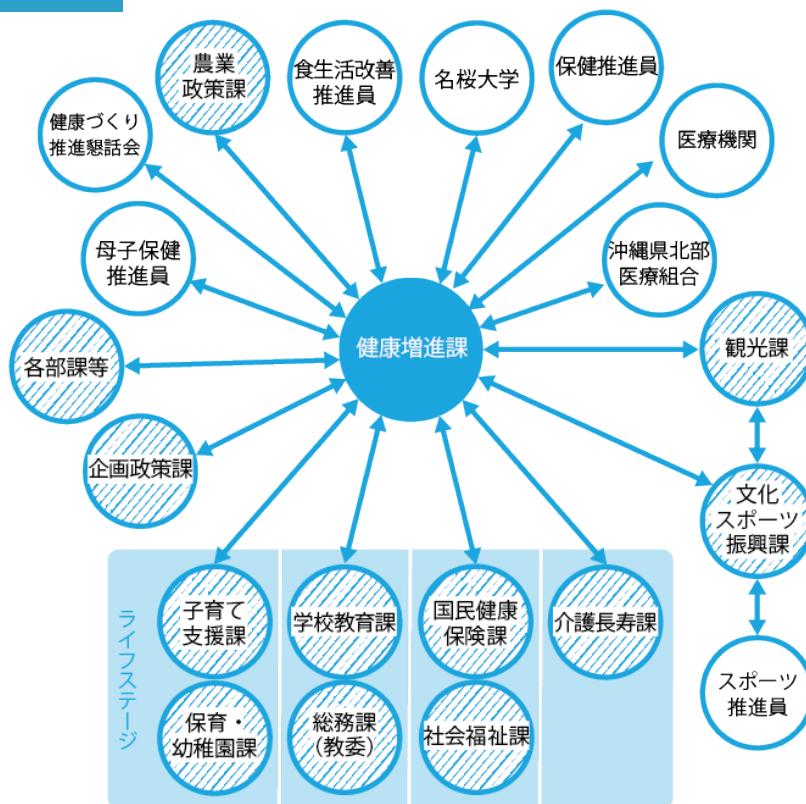 農業
政策課
食生活改善
推進員
名桜大学
保健推進員
健康づくり
推進懇話会
医療機関
母子保健
推進員
沖縄県北部
医療組合
健康増進課
観光課
各部課等
企画政策課
文化
スポーツ
振興課
ライフステージ
子育て
支援課
学校教育課
国民健康
保険課
介護長寿課
スポーツ
推進員
保育・
幼稚園課
総務課
(教委)
社会福祉課